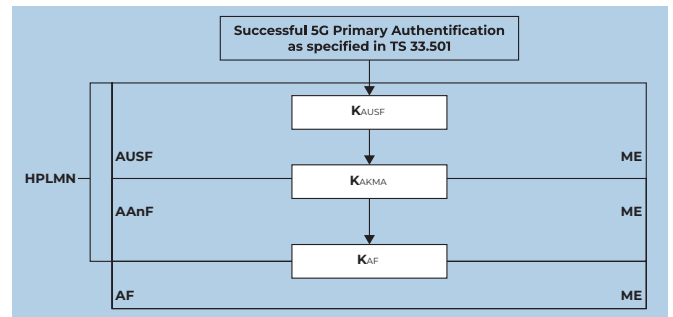 Successful 5G Primary Authentification
as specified in TS 33.501
KAUSF
AUSF
ME
HPLMN
KAKMA
AAnF
ME
KAF
AF
ME